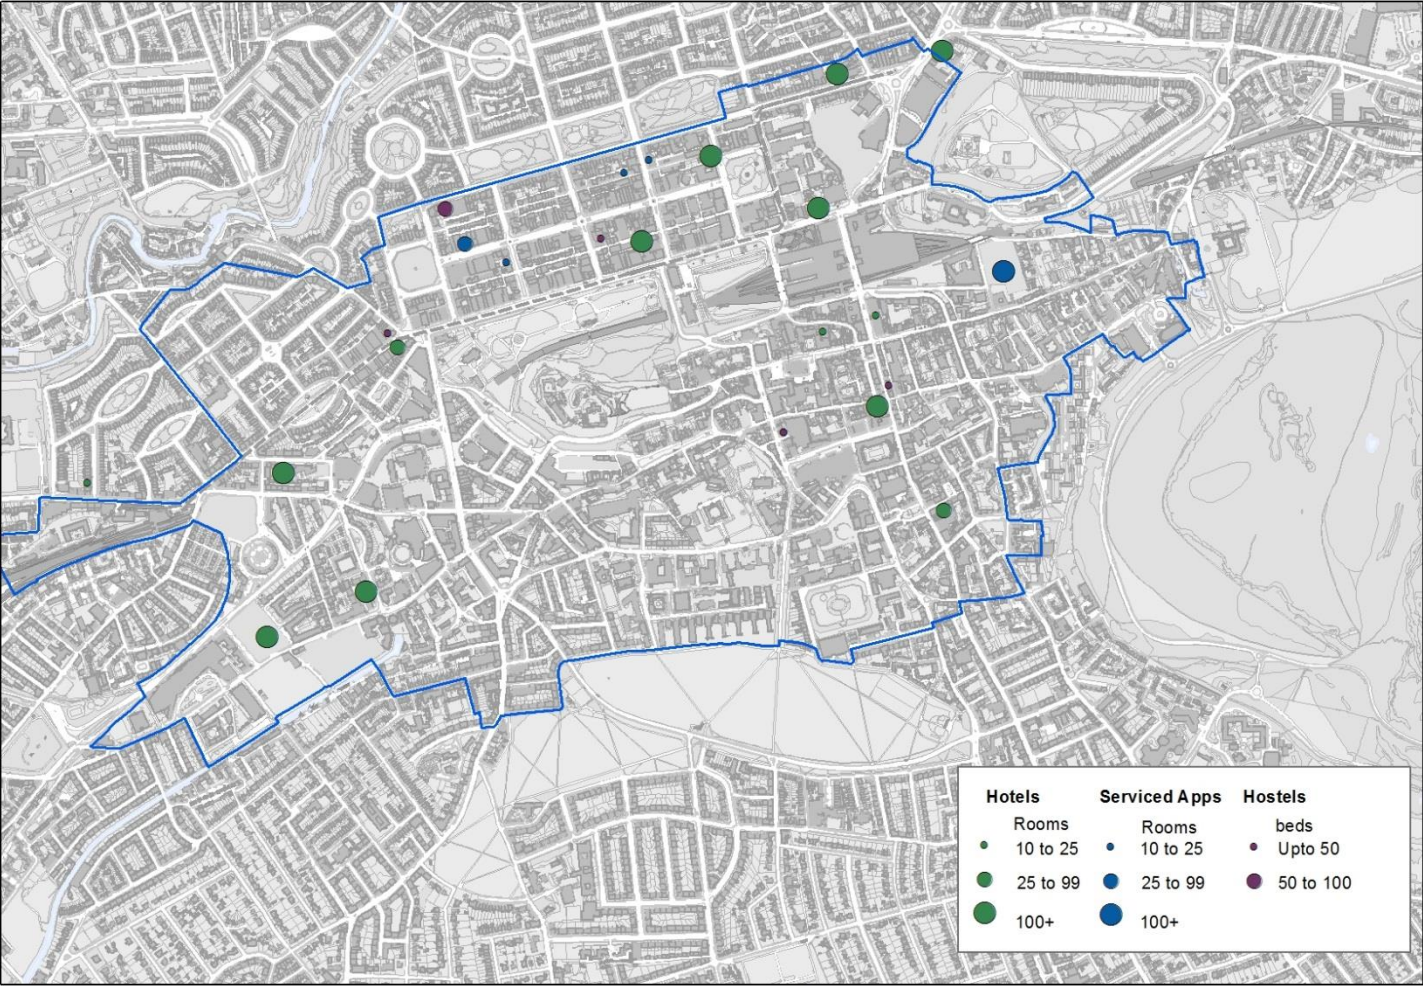 Hotels Serviced Apps Hostels
Rooms Rooms beds
10 to 25 10 to 25 Upto 50
25 to 99 25 to 99 50 to 100
100+ 100+